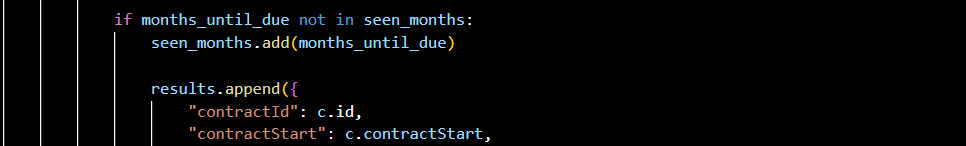 if months_until_due not in seen_months:
seen_months.add(months_until_due)
results.append({
"contractId": c.id,
"contractStart": c.contractStart,